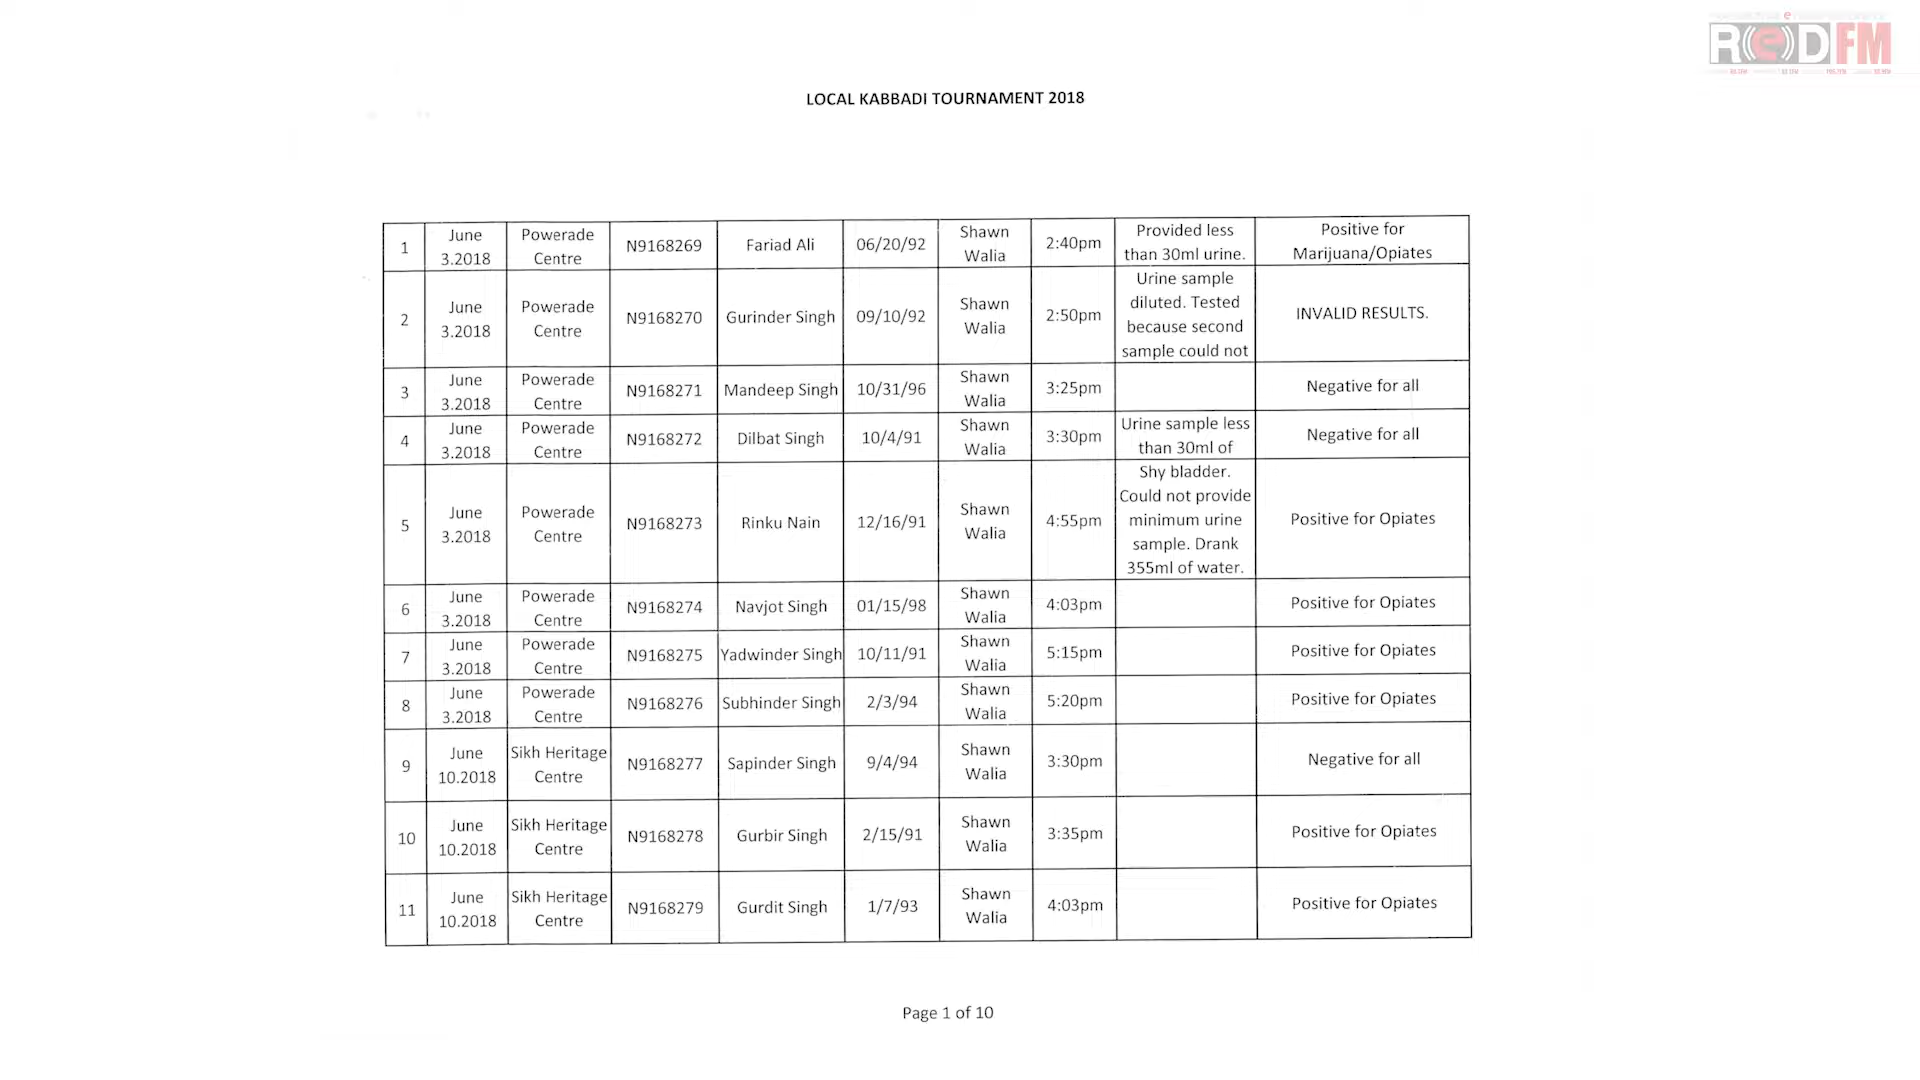 ReDFM
LOCAL KABBADI TOURNAMENT 2018
1 June 3.2018 Powerade Centre N9168269 Fariad Ali 06/20/92 Shawn Walia 2:40pm Provided less than 30ml urine. Positive for Marijuana/Opiates
2 June 3.2018 Powerade Centre N9168270 Gurinder Singh 09/10/92 Shawn Walia 2:50pm Urine sample diluted. Tested because second sample could not INVALID RESULTS.
3 June 3.2018 Powerade Centre N9168271 Mandeep Singh 10/31/96 Shawn Walia 3:25pm Negative for all
4 June 3.2018 Powerade Centre N9168272 Dilbat Singh 10/4/91 Shawn Walia 3:30pm Urine sample less than 30ml of Negative for all
5 June 3.2018 Powerade Centre N9168273 Rinku Nain 12/16/91 Shawn Walia 4:55pm Shy bladder. Could not provide minimum urine sample. Drank 355ml of water. Positive for Opiates
6 June 3.2018 Powerade Centre N9168274 Navjot Singh 01/15/98 Shawn Walia 4:03pm Positive for Opiates
7 June 3.2018 Powerade Centre N9168275 Yadwinder Singh 10/11/91 Shawn Walia 5:15pm Positive for Opiates
8 June 3.2018 Powerade Centre N9168276 Subhinder Singh 2/3/94 Shawn Walia 5:20pm Positive for Opiates
9 June 10.2018 Sikh Heritage Centre N9168277 Sapinder Singh 9/4/94 Shawn Walia 3:30pm Negative for all
10 June 10.2018 Sikh Heritage Centre N9168278 Gurbir Singh 2/15/91 Shawn Walia 3:35pm Positive for Opiates
11 June 10.2018 Sikh Heritage Centre N9168279 Gurdit Singh 1/7/93 Shawn Walia 4:03pm Positive for Opiates
Page 1 of 10